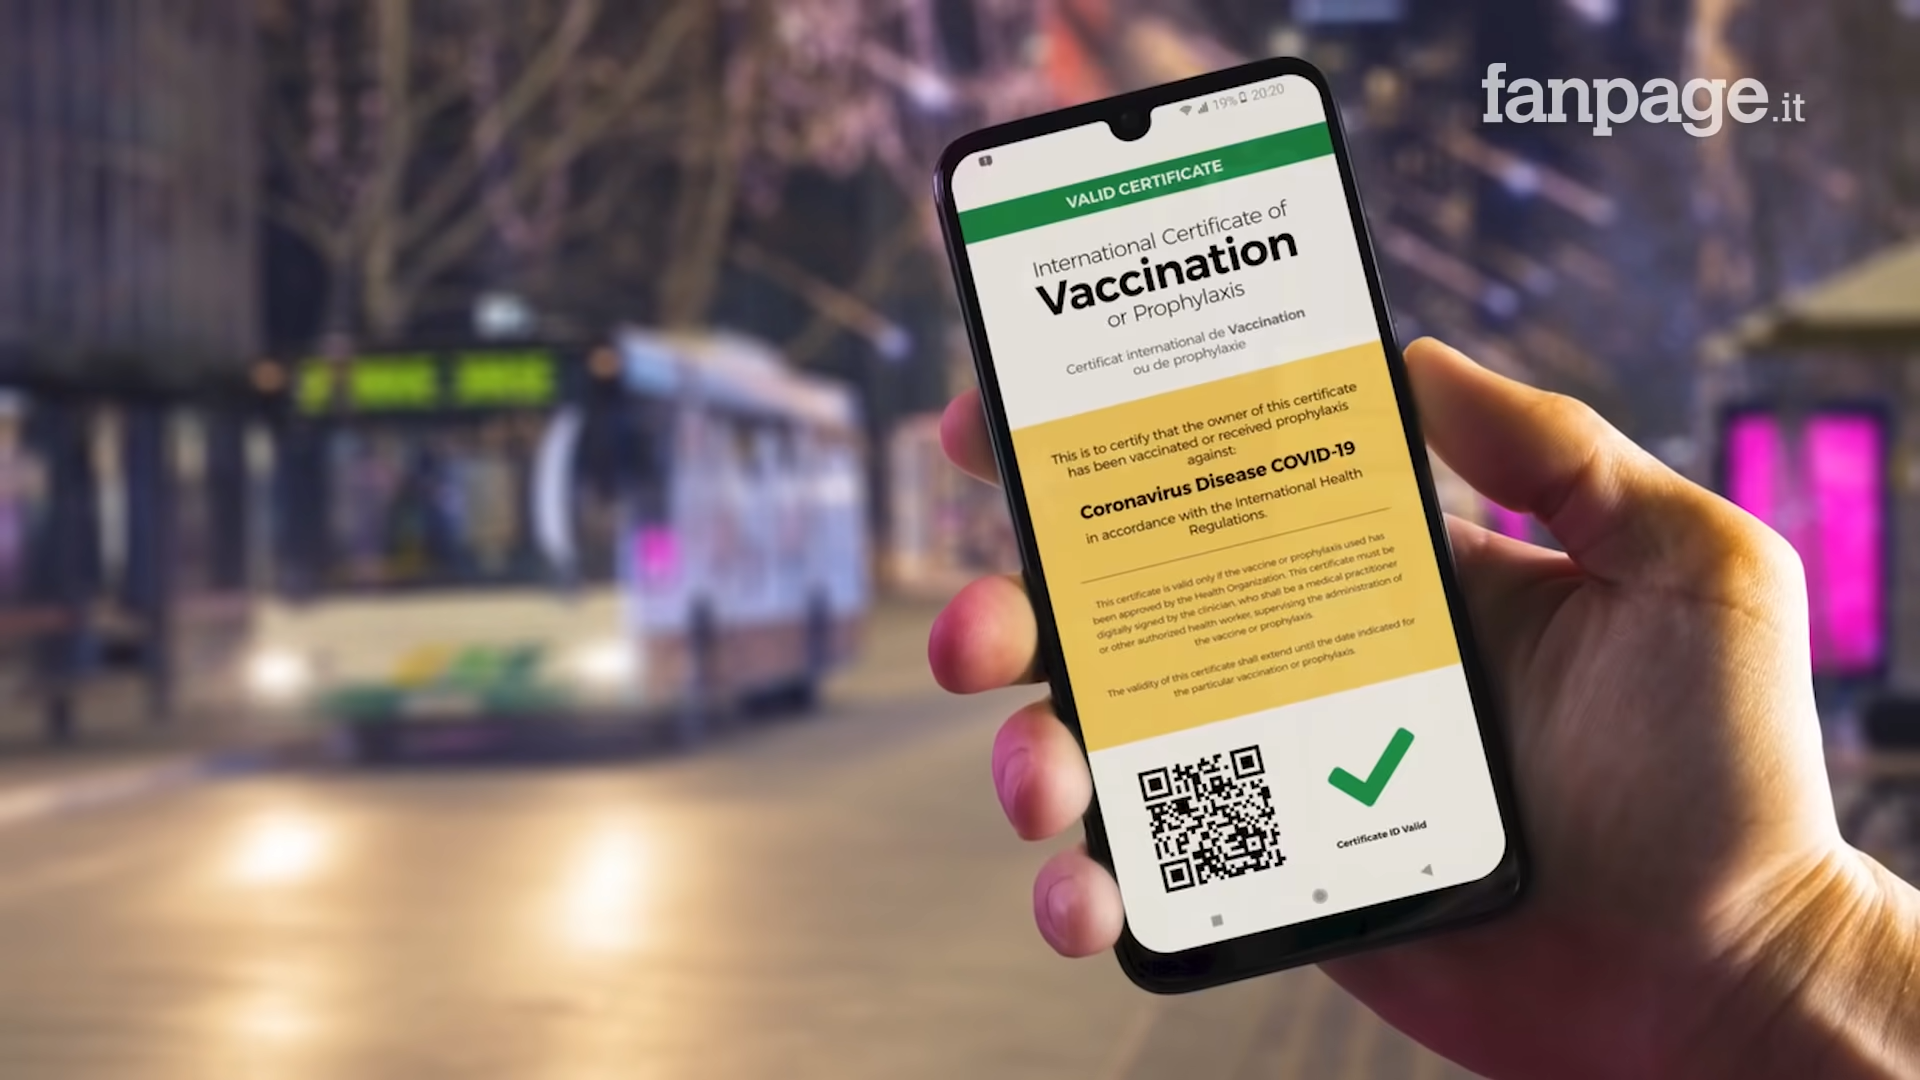 fanpage.it
19% 20:20
VALID CERTIFICATE
International Certificate of
Vaccination
or Prophylaxis
Certificat international de Vaccination
ou de prophylaxie
This is to certify that the owner of this certificate
has been vaccinated or received prophylaxis
against:
Coronavirus Disease COVID-19
in accordance with the International Health
Regulations.
This certificate is valid only if the vaccine or prophylaxis used has
been approved by the Health Organization. This certificate must be
digitally signed by the clinician, who shall be a medical practitioner
or other authorized health worker, supervising the administration of
the vaccine or prophylaxis.
The validity of this certificate shall extend until the date indicated for
the particular vaccination or prophylaxis.
Certificate ID Valid